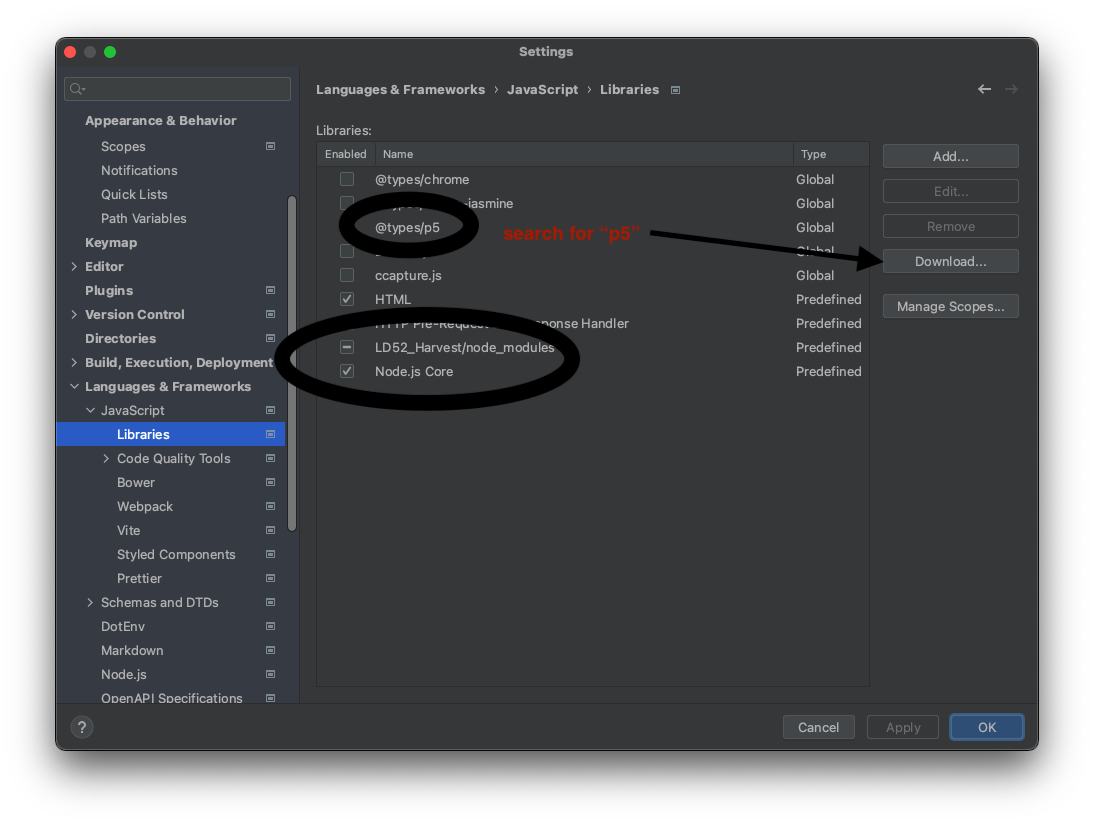 Settings
Languages & Frameworks › JavaScript › Libraries
Appearance & Behavior
Scopes
Notifications
Quick Lists
Path Variables
Keymap
Editor
Plugins
Version Control
Directories
Build, Execution, Deployment
Languages & Frameworks
JavaScript
Libraries
Code Quality Tools
Bower
Webpack
Vite
Styled Components
Prettier
Schemas and DTDs
DotEnv
Markdown
Node.js
OpenAPI Specifications
Libraries:
Enabled Name Type
@types/chrome Global
-jasmine Global
@types/p5 Global
Global
ccapture.js Global
HTML Predefined
HTTP Pre-Request Response Handler Predefined
LD52_Harvest/node_modules Predefined
Node.js Core Predefined
search for “p5”
Add...
Edit...
Remove
Download...
Manage Scopes...
?
Cancel
Apply
OK